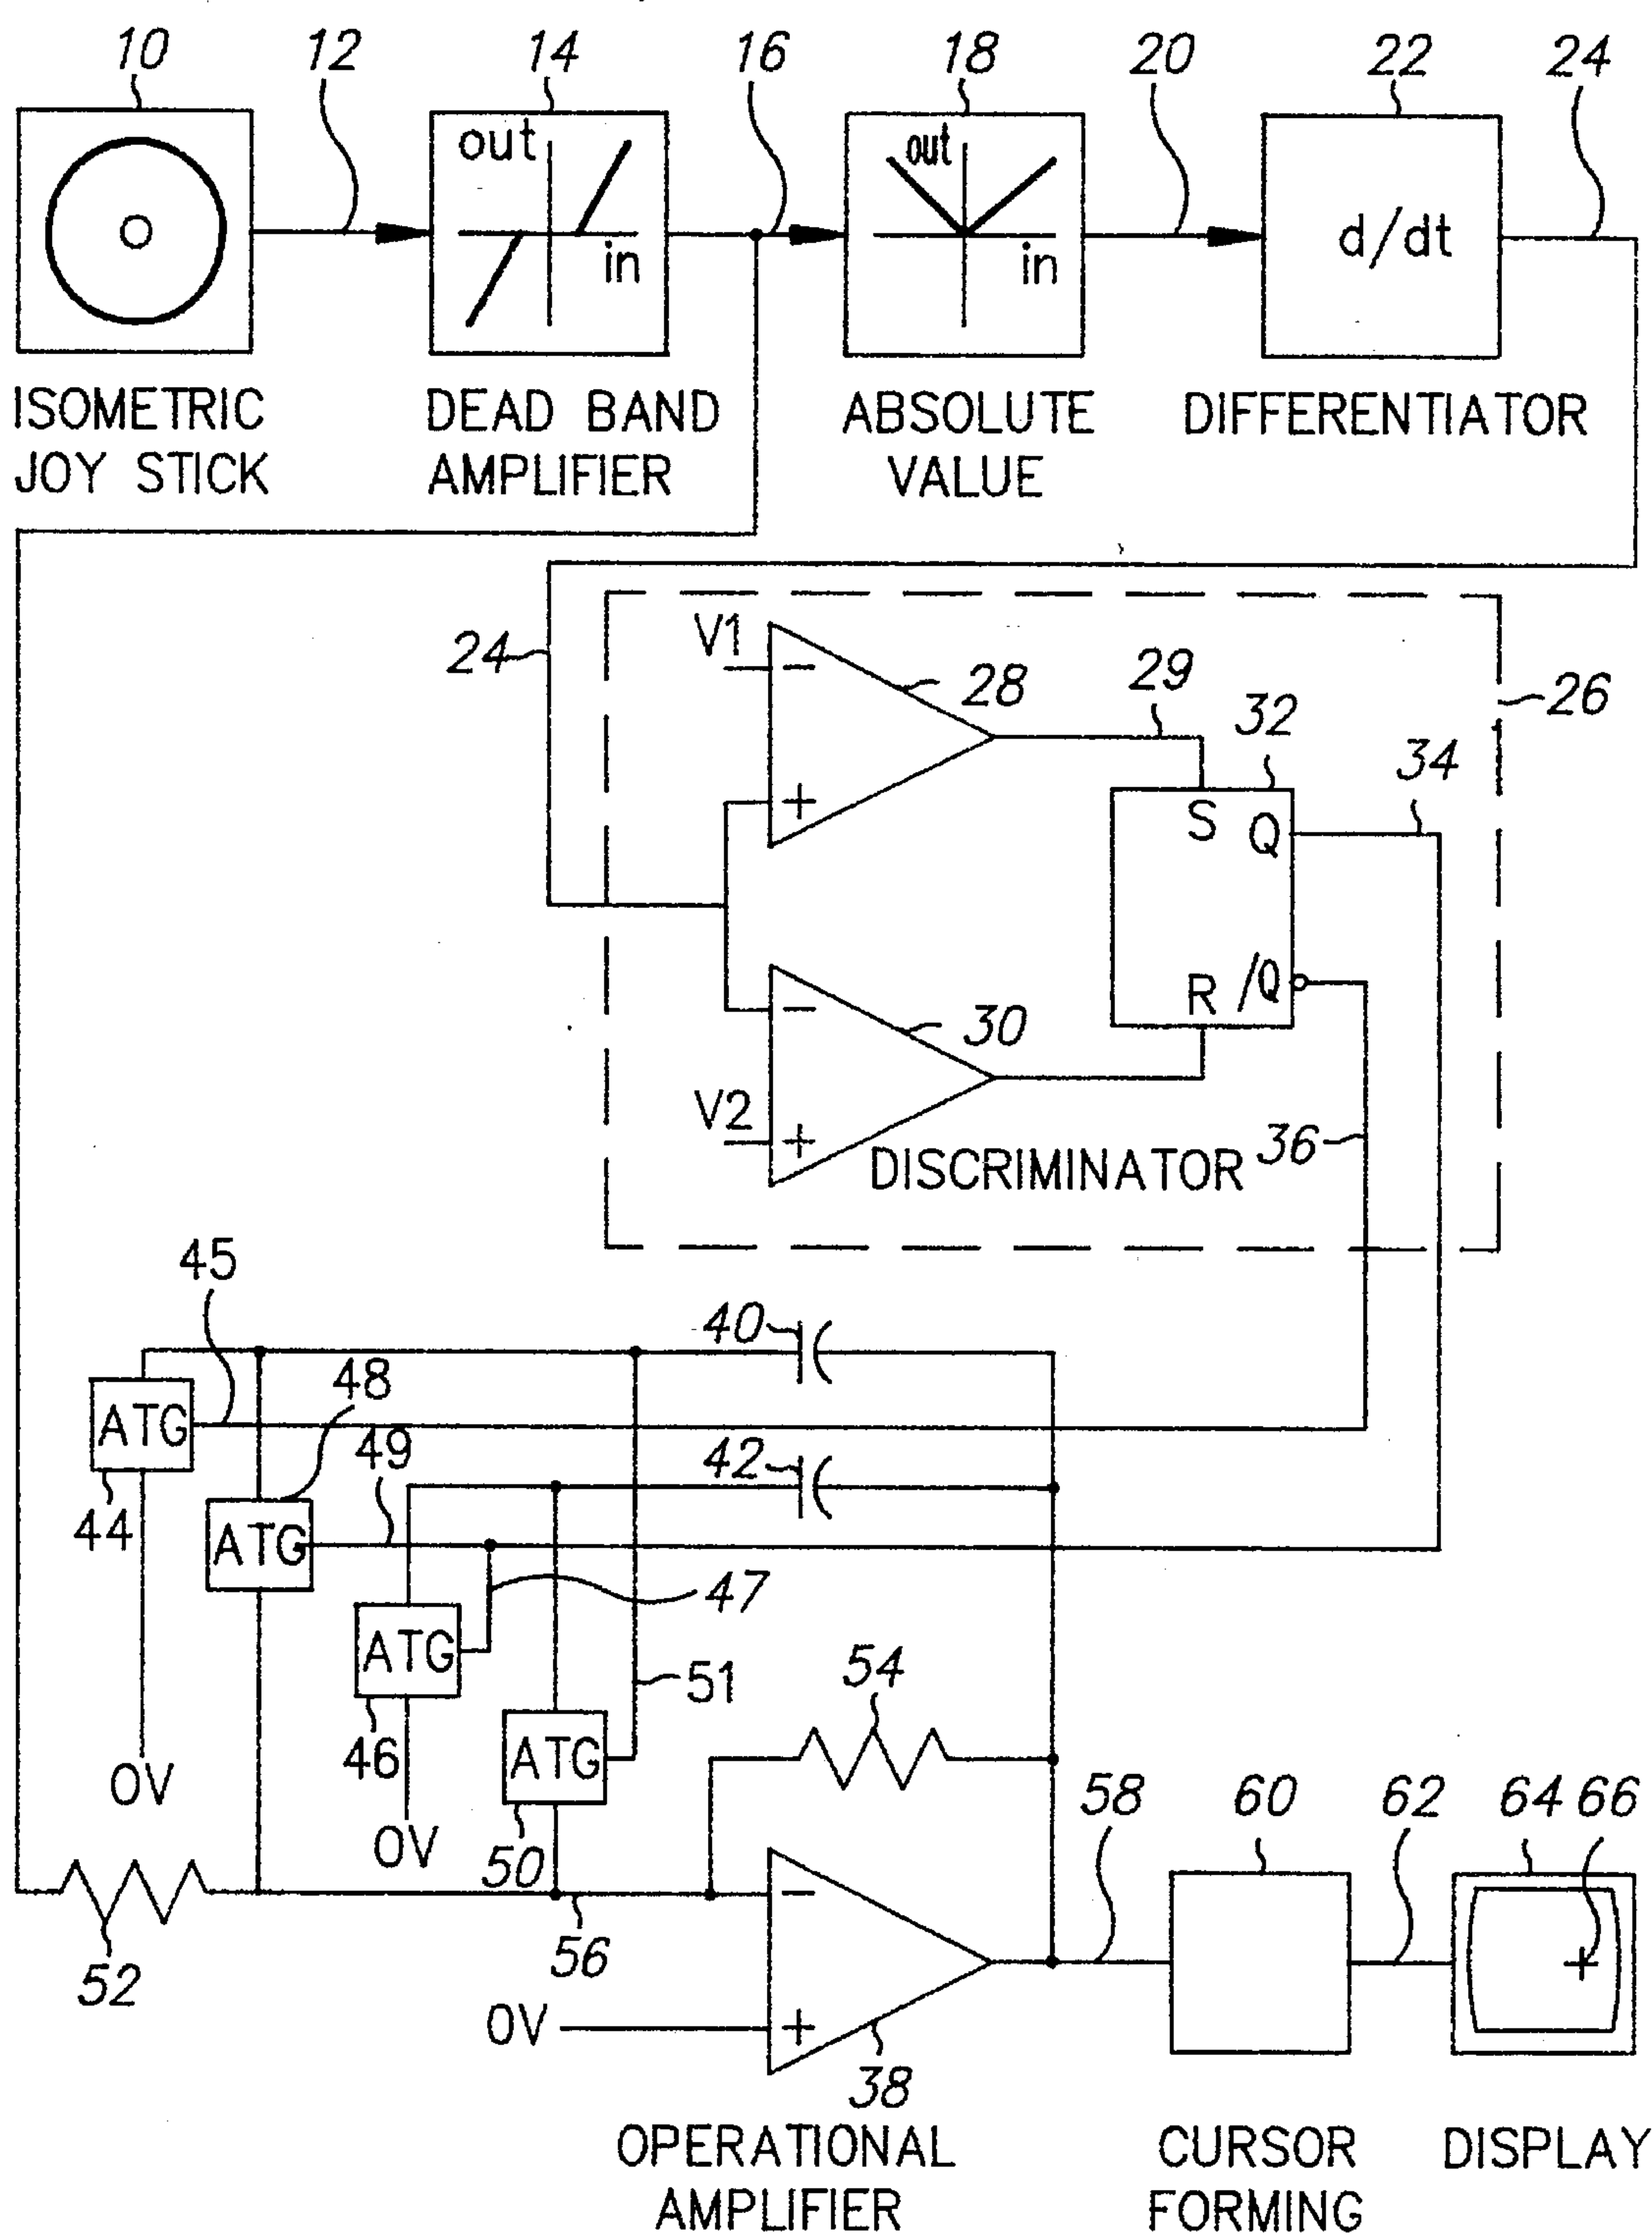 10 12 14 16 18 20 22 24
out in
out in
d/dt
ISOMETRIC JOY STICK
DEAD BAND AMPLIFIER
ABSOLUTE VALUE
DIFFERENTIATOR
24
V1
−
+
28
29
32
26
34
S Q
R /Q
−
30
V2
+
36
DISCRIMINATOR
45
40
48
ATG
49
42
44
ATG
47
ATG
51
54
46
ATG
0V
58 60 62 64 66
0V
50
−
56
52
0V
+
38
OPERATIONAL AMPLIFIER
CURSOR FORMING
DISPLAY